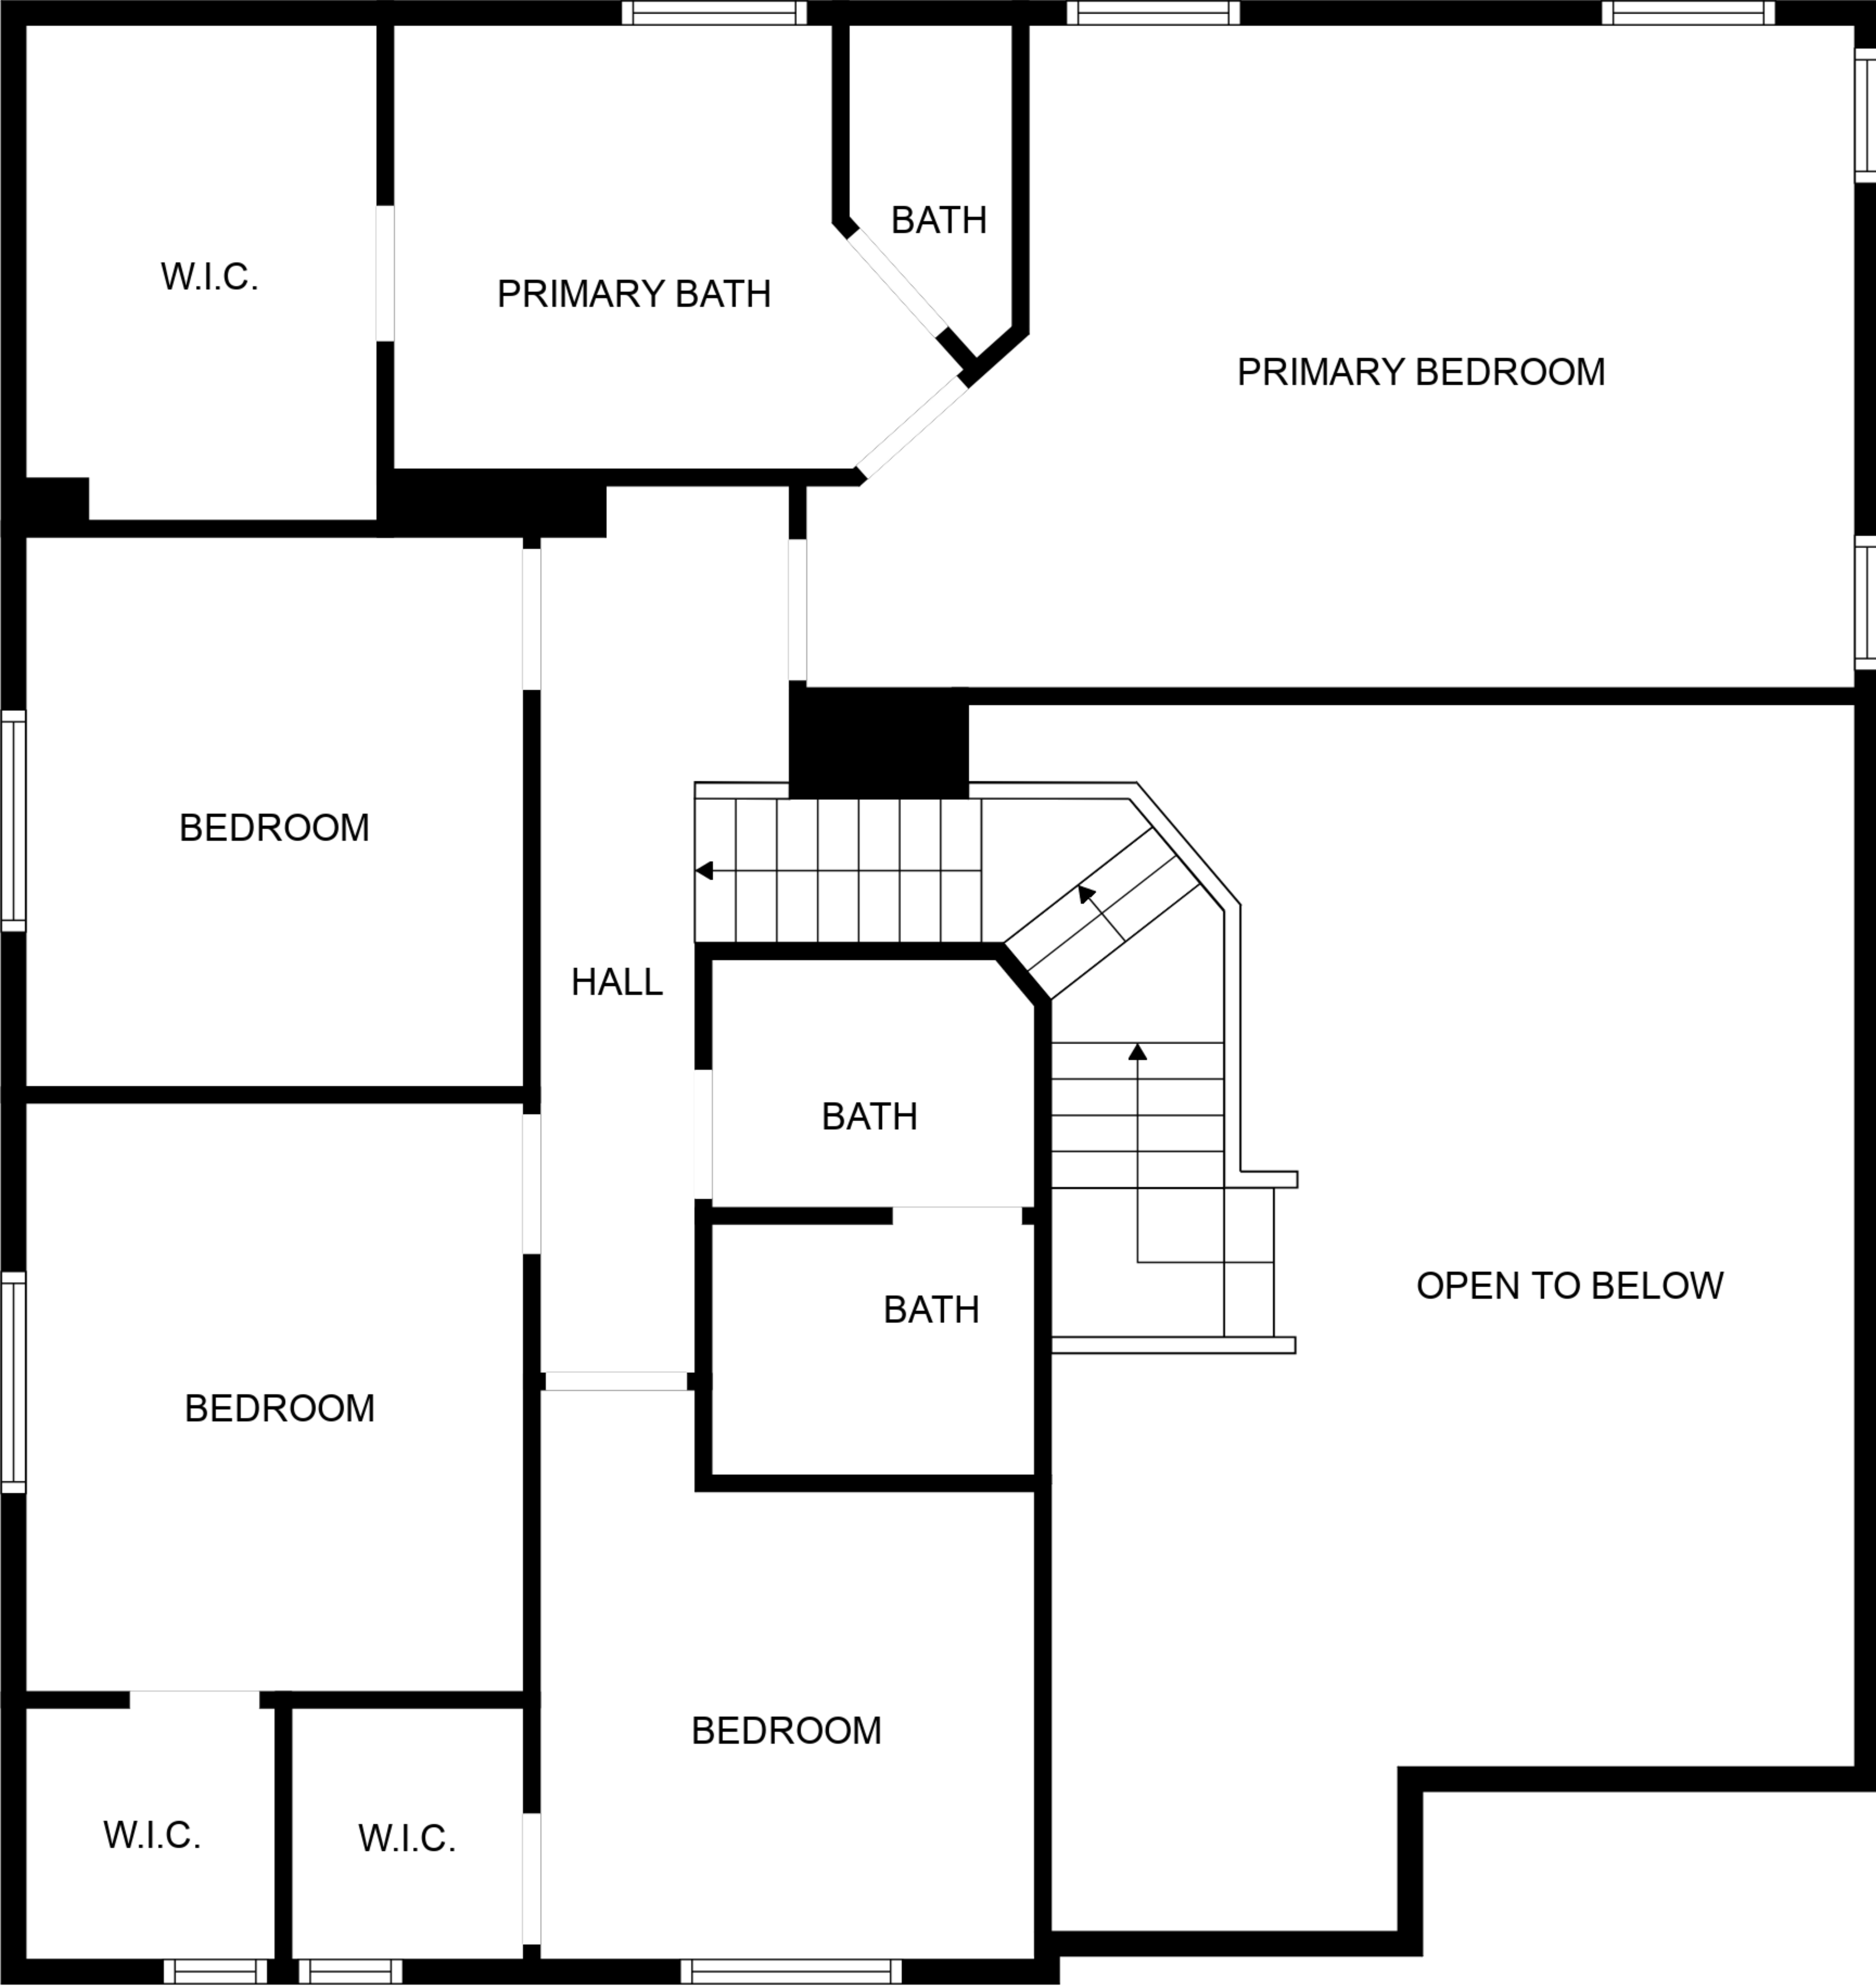 BATH
W.I.C.
PRIMARY BATH
PRIMARY BEDROOM
BEDROOM
HALL
BATH
OPEN TO BELOW
BATH
BEDROOM
BEDROOM
W.I.C.
W.I.C.